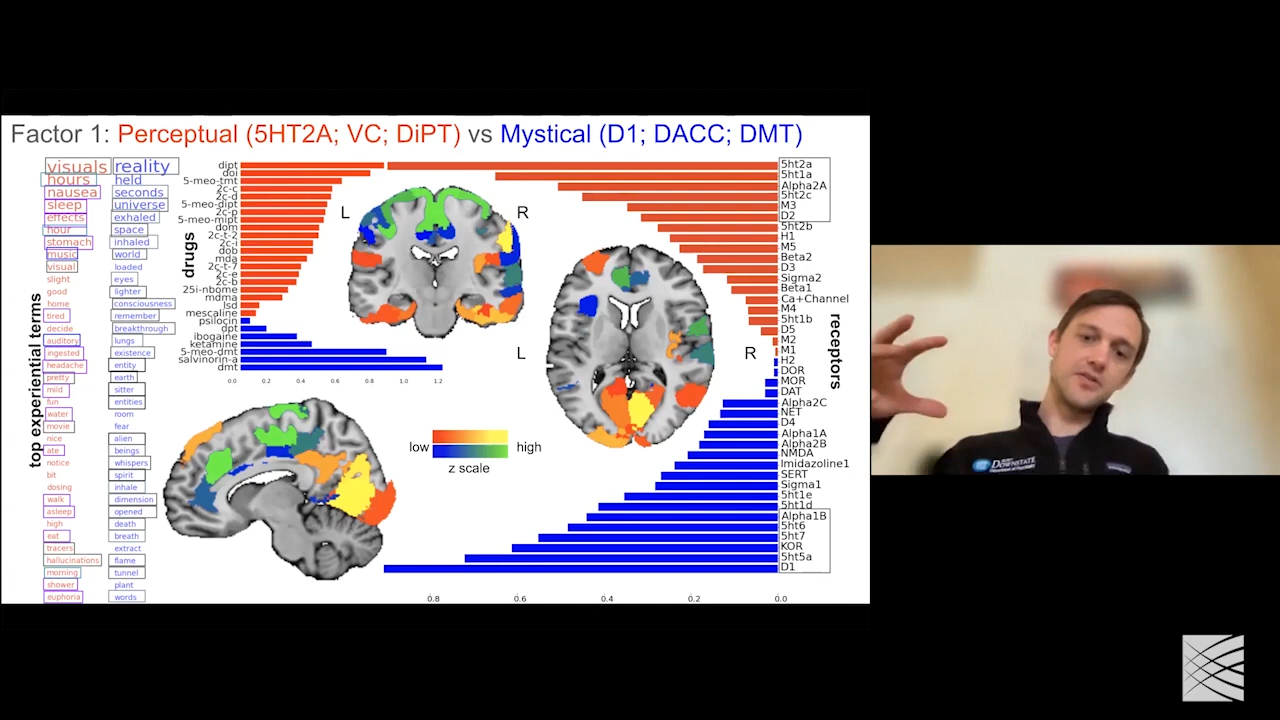 Factor 1: Perceptual (5HT2A; VC; DiPT) vs Mystical (D1; DACC; DMT)
top experiential terms
visuals reality
hours held
nausea seconds
sleep universe
effects exhaled
hour space
stomach inhaled
music world
visual loaded
slight eyes
good lighter
home consciousness
tired remember
decide breakthrough
auditory lungs
ingested existence
headache entity
pretty earth
mild sitter
fun entities
water room
movie fear
nice alien
ate beings
notice whispers
bit spirit
dosing inhale
walk dimension
asleep opened
high death
eat breath
tracers extract
hallucinations flame
morning tunnel
shower plant
euphoria words
drugs
dipt
doi
5-meo-tmt
2c-c
2c-d
5-meo-dipt
2c-p
5-meo-mipt
dom
2c-t-2
2c-i
dob
mda
2c-t-7
2c-e
2c-b
25i-nbome
mdma
lsd
mescaline
psilocin
dpt
ibogaine
ketamine
5-meo-dmt
salvinorin-a
dmt
0.0 0.2 0.4 0.6 0.8 1.0 1.2
L R
L R
low high
z scale
receptors
5ht2a
5ht1a
Alpha2A
5ht2c
M3
D2
5ht2b
H1
M5
Beta2
D3
Sigma2
Beta1
Ca+Channel
M4
5ht1b
D5
M2
M1
H2
DOR
MOR
DAT
Alpha2C
NET
D4
Alpha1A
Alpha2B
NMDA
Imidazoline1
SERT
Sigma1
5ht1e
5ht1d
Alpha1B
5ht6
5ht7
KOR
5ht5a
D1
0.8 0.6 0.4 0.2 0.0
DOWNSTATE